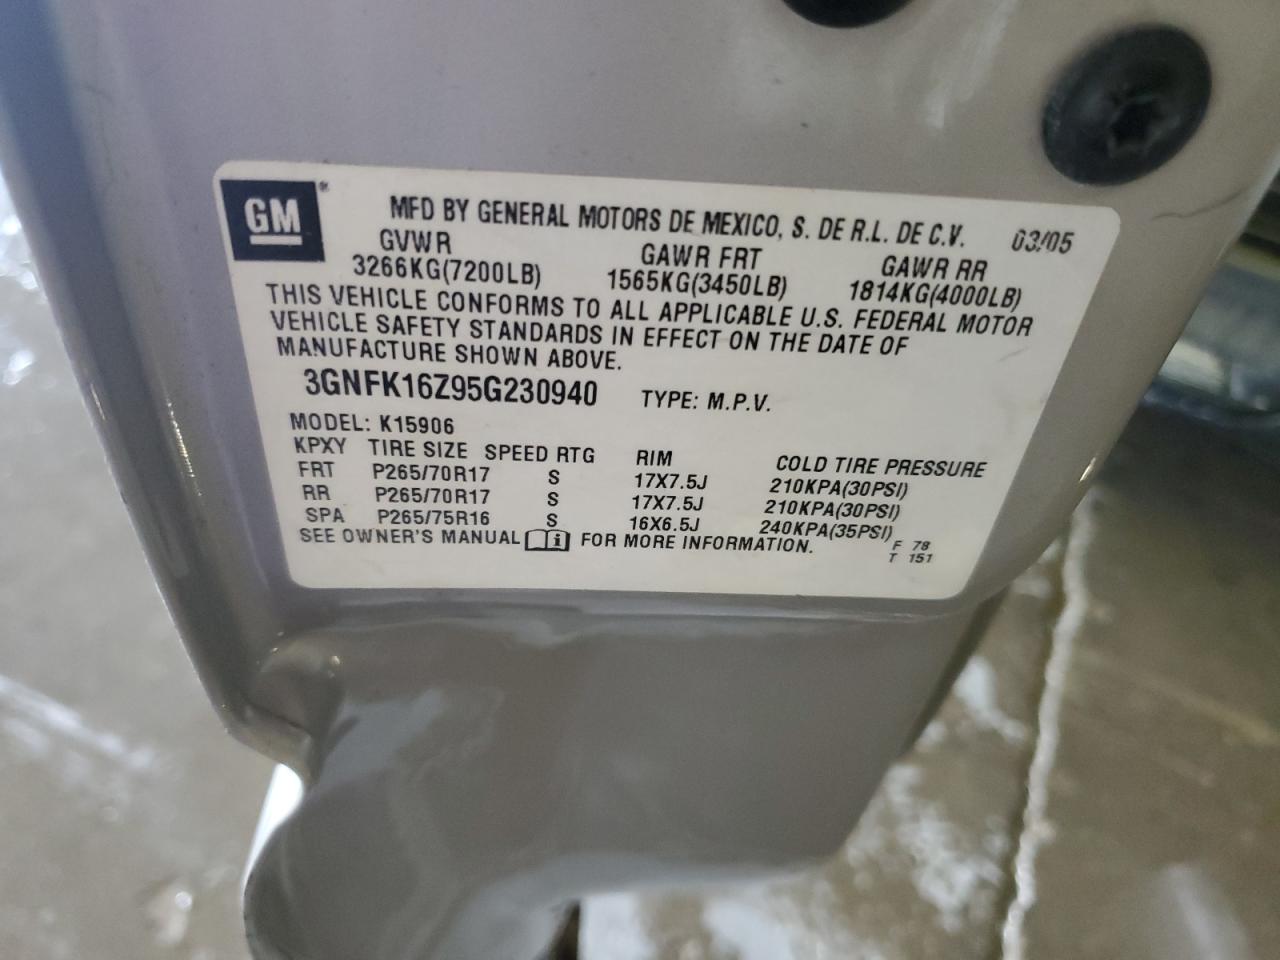 GM®
MFD BY GENERAL MOTORS DE MEXICO, S. DE R.L. DE C.V. 03/05
GVWR GAWR FRT GAWR RR
3266KG(7200LB) 1565KG(3450LB) 1814KG(4000LB)
THIS VEHICLE CONFORMS TO ALL APPLICABLE U.S. FEDERAL MOTOR
VEHICLE SAFETY STANDARDS IN EFFECT ON THE DATE OF
MANUFACTURE SHOWN ABOVE.
3GNFK16Z95G230940 TYPE: M.P.V.
MODEL: K15906
KPXY TIRE SIZE SPEED RTG RIM COLD TIRE PRESSURE
FRT P265/70R17 S 17X7.5J 210KPA(30PSI)
RR P265/70R17 S 17X7.5J 210KPA(30PSI)
SPA P265/75R16 S 16X6.5J 240KPA(35PSI)
SEE OWNER'S MANUAL i FOR MORE INFORMATION.
F 78
T 151